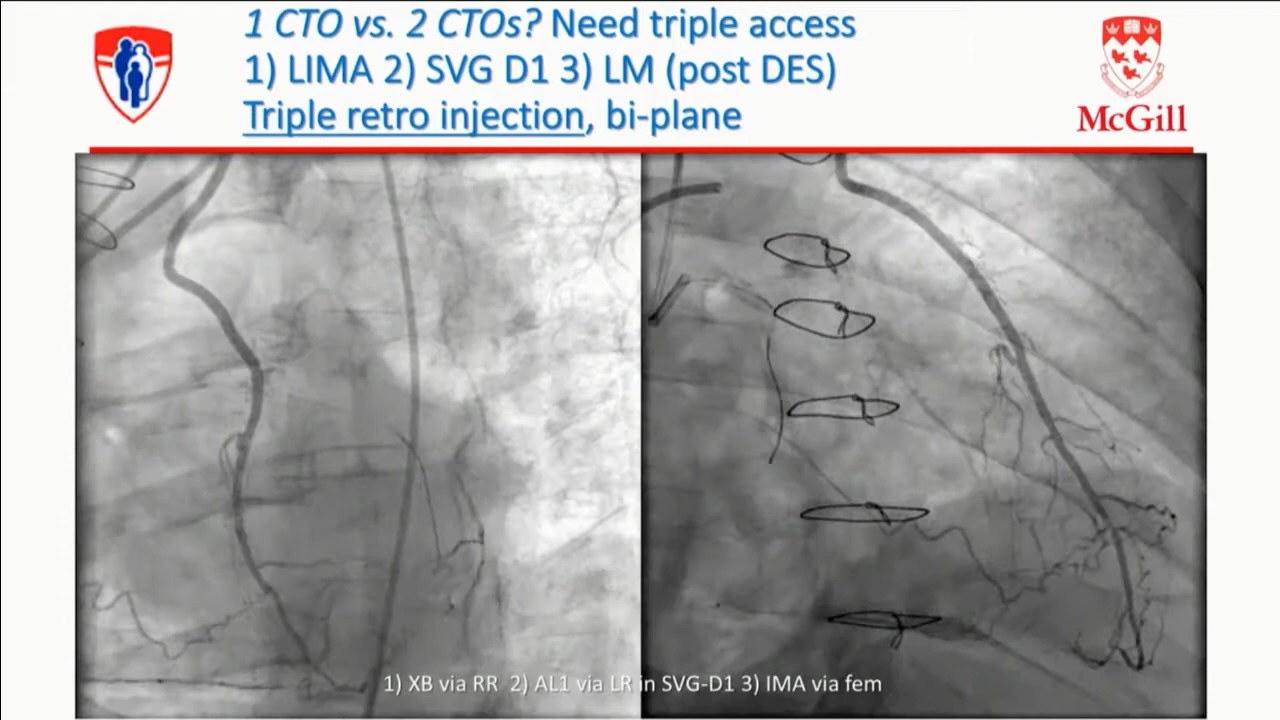 1 CTO vs. 2 CTOs? Need triple access
1) LIMA 2) SVG D1 3) LM (post DES)
Triple retro injection, bi-plane
McGill
1) XB via RR 2) AL1 via LR in SVG-D1 3) IMA via fem